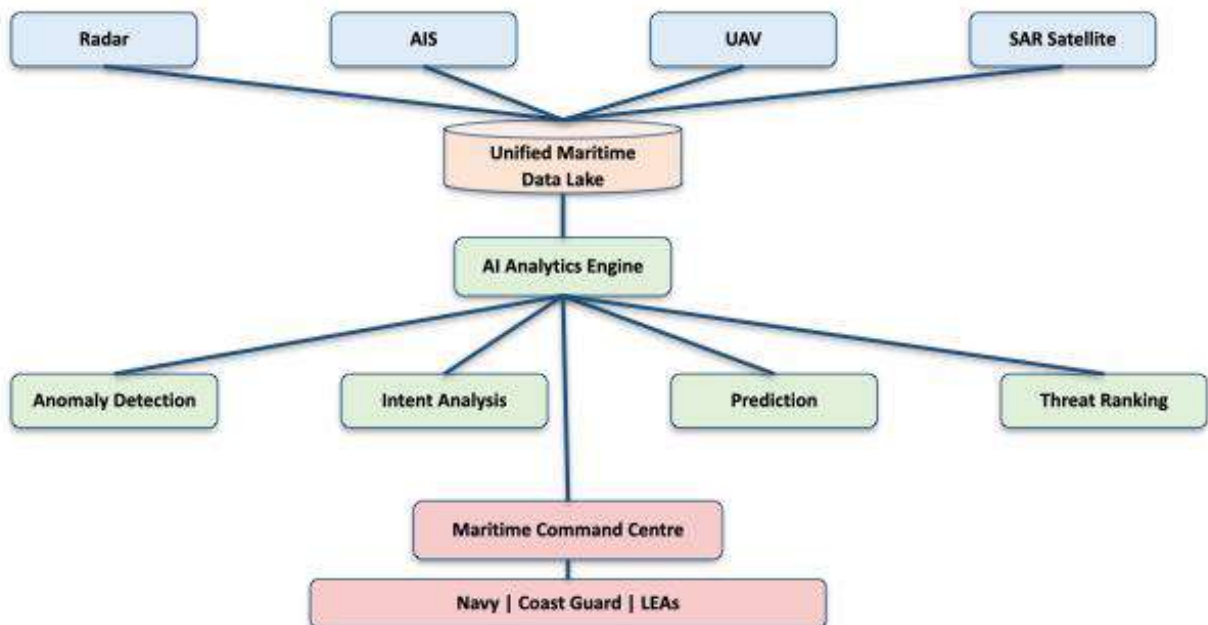 Radar
AIS
UAV
SAR Satellite
Unified Maritime
Data Lake
AI Analytics Engine
Anomaly Detection
Intent Analysis
Prediction
Threat Ranking
Maritime Command Centre
Navy | Coast Guard | LEAs